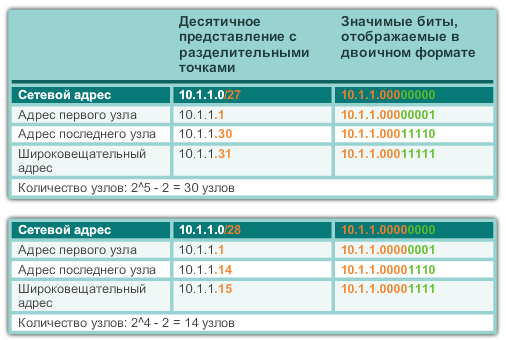 Десятичное
представление с
разделительными
точками
Значимые биты,
отображаемые в
двоичном формате
Сетевой адрес 10.1.1.0/27 10.1.1.00000000
Адрес первого узла 10.1.1.1 10.1.1.00000001
Адрес последнего узла 10.1.1.30 10.1.1.00011110
Широковещательный 10.1.1.31 10.1.1.00011111
адрес
Количество узлов: 2^5 - 2 = 30 узлов
Сетевой адрес 10.1.1.0/28 10.1.1.00000000
Адрес первого узла 10.1.1.1 10.1.1.00000001
Адрес последнего узла 10.1.1.14 10.1.1.00001110
Широковещательный 10.1.1.15 10.1.1.00001111
адрес
Количество узлов: 2^4 - 2 = 14 узлов